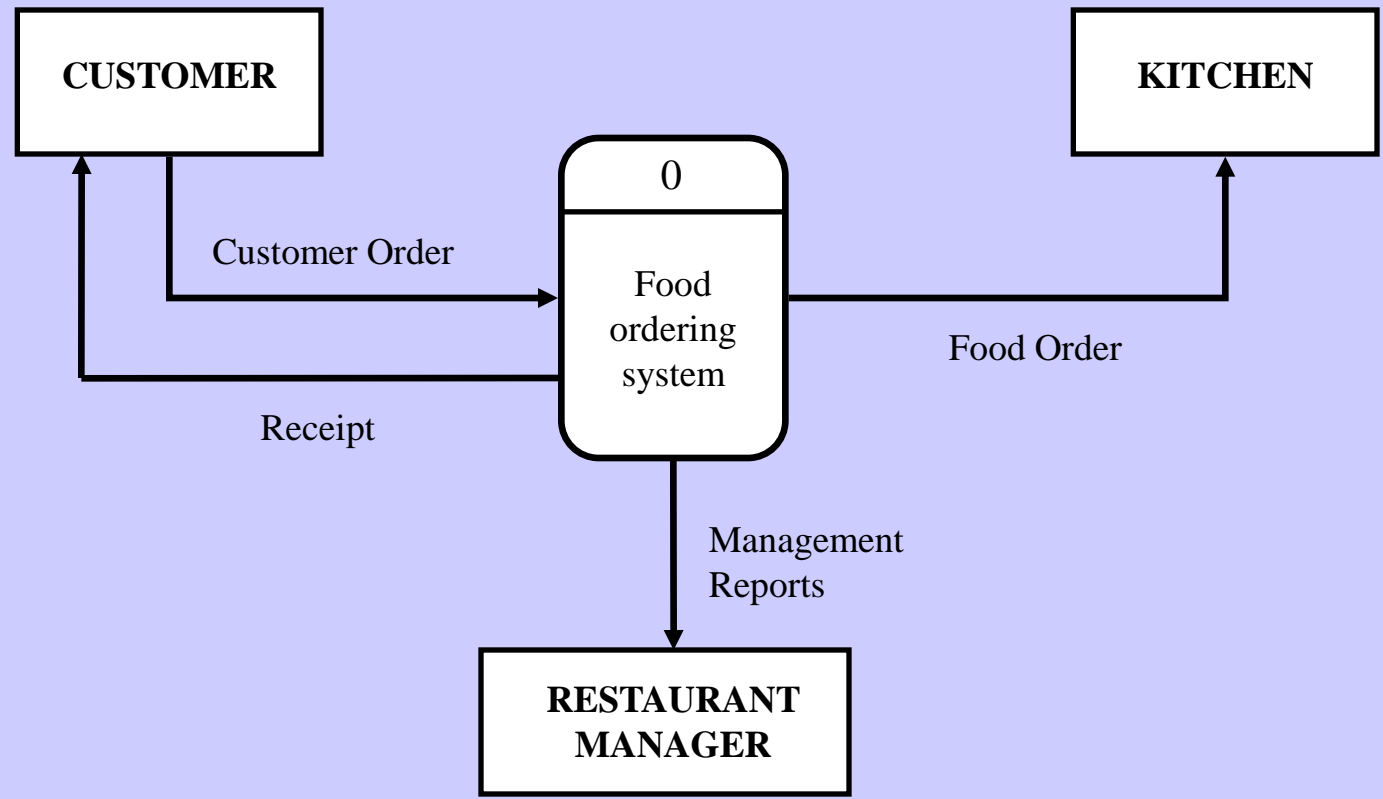 CUSTOMER
KITCHEN
0
Customer Order
Food
ordering
system
Food Order
Receipt
Management
Reports
RESTAURANT
MANAGER